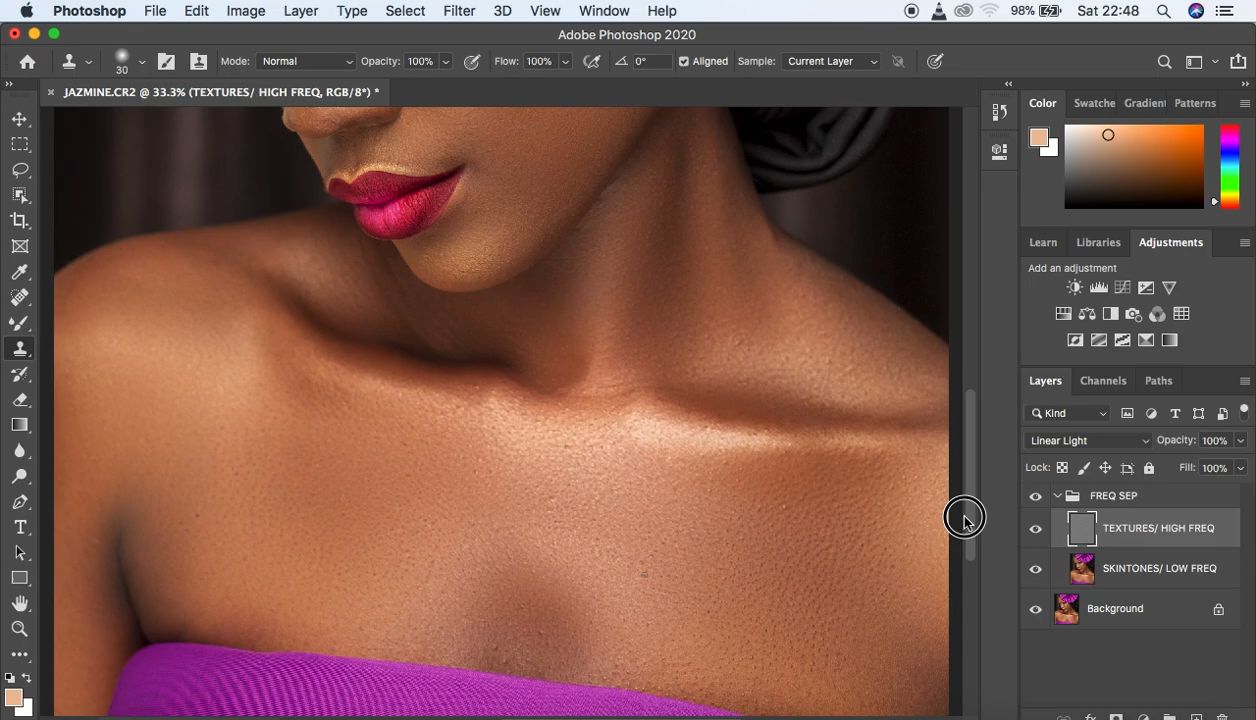 Photoshop File Edit Image Layer Type Select Filter 3D View Window Help 98% Sat 22:48
Adobe Photoshop 2020
30 Mode: Normal Opacity: 100% Flow: 100% 0° Aligned Sample: Current Layer
JAZMINE.CR2 @ 33.3% (TEXTURES/ HIGH FREQ, RGB/8*) *
Color Swatche Gradient Patterns
Learn Libraries Adjustments
Add an adjustment
Layers Channels Paths
Kind
Linear Light Opacity: 100%
Lock: Fill: 100%
FREQ SEP
TEXTURES/ HIGH FREQ
SKINTONES/ LOW FREQ
Background